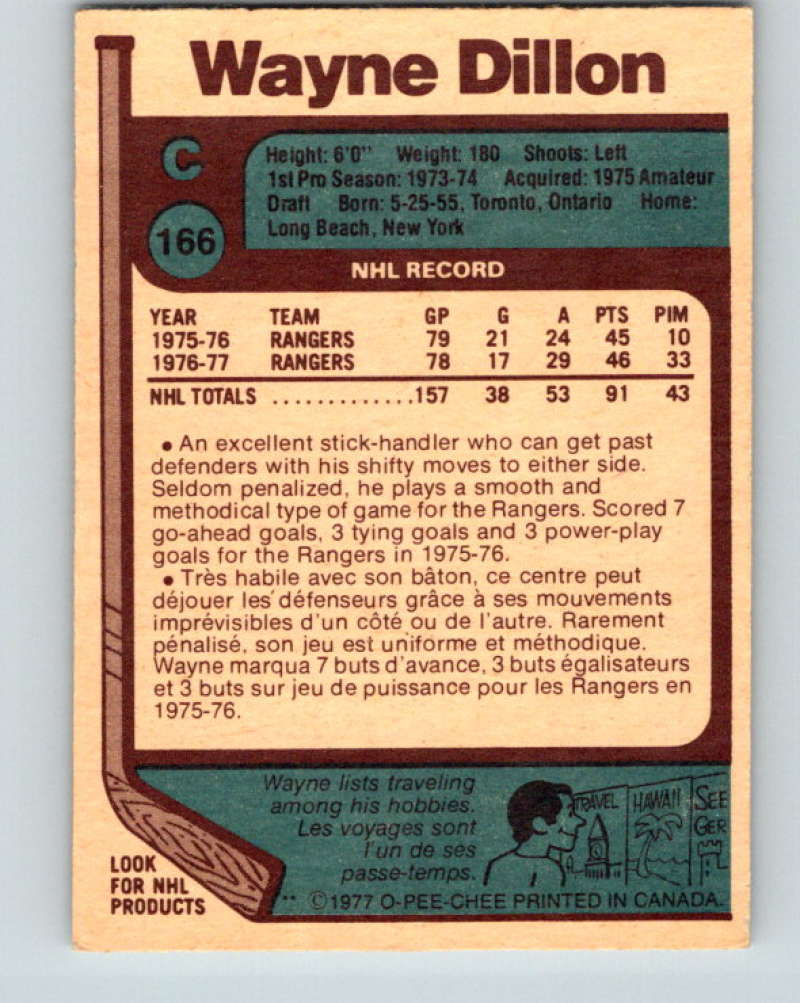 Wayne Dillon
C
166
Height: 6'0" Weight: 180 Shoots: Left
1st Pro Season: 1973-74 Acquired: 1975 Amateur
Draft Born: 5-25-55, Toronto, Ontario Home:
Long Beach, New York
NHL RECORD
YEAR TEAM GP G A PTS PIM
1975-76 RANGERS 79 21 24 45 10
1976-77 RANGERS 78 17 29 46 33
NHL TOTALS .............157 38 53 91 43
• An excellent stick-handler who can get past
defenders with his shifty moves to either side.
Seldom penalized, he plays a smooth and
methodical type of game for the Rangers. Scored 7
go-ahead goals, 3 tying goals and 3 power-play
goals for the Rangers in 1975-76.
• Très habile avec son bâton, ce centre peut
déjouer les défenseurs grâce à ses mouvements
imprévisibles d'un côté ou de l'autre. Rarement
pénalisé, son jeu est uniforme et méthodique.
Wayne marqua 7 buts d'avance, 3 buts égalisateurs
et 3 buts sur jeu de puissance pour les Rangers en
1975-76.
Wayne lists traveling
among his hobbies.
Les voyages sont
l'un de ses
passe-temps.
TRAVEL HAWAII SEE
GER
LOOK
FOR NHL
PRODUCTS
** ©1977 O-PEE-CHEE PRINTED IN CANADA.